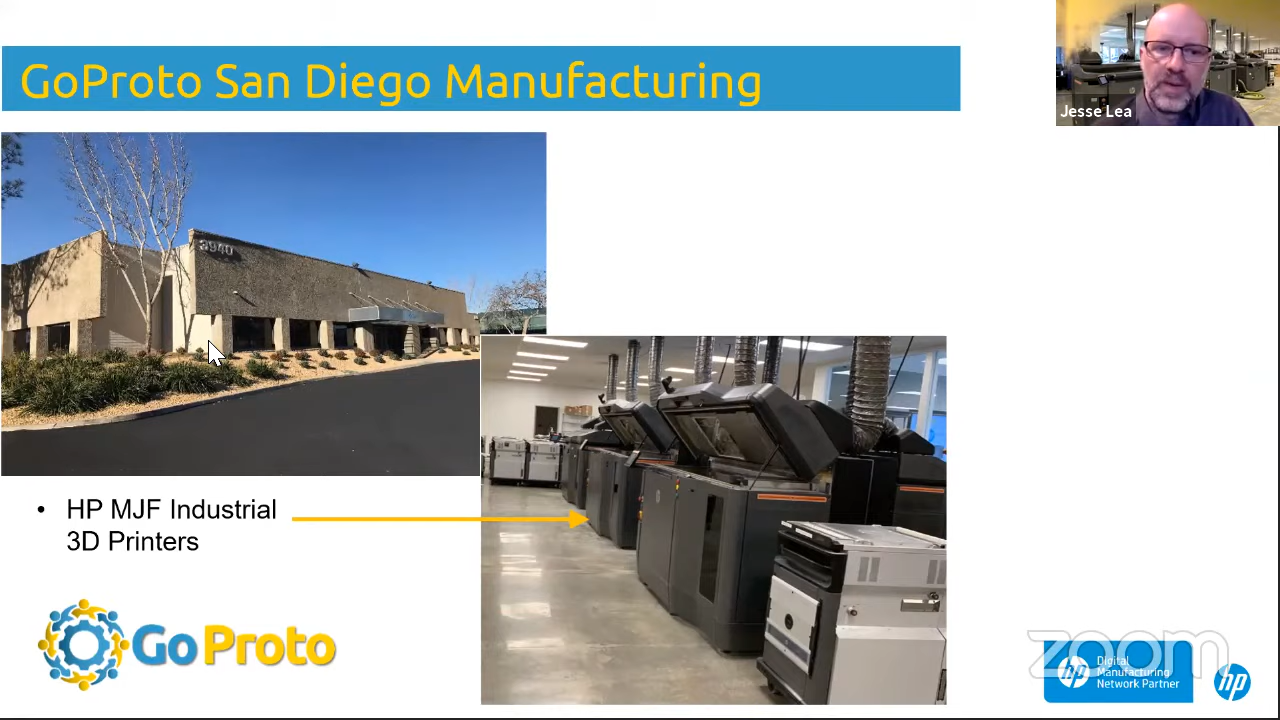 GoProto San Diego Manufacturing
Jesse Lea
3940
• HP MJF Industrial
3D Printers
Go Proto
zoom
hp
Digital
Manufacturing
Network Partner
hp